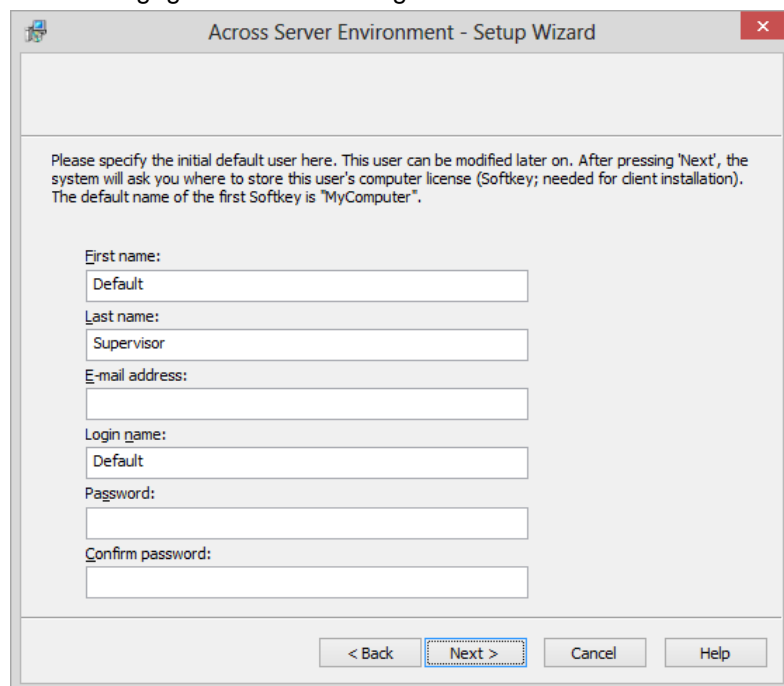 Across Server Environment - Setup Wizard
Please specify the initial default user here. This user can be modified later on. After pressing 'Next', the
system will ask you where to store this user's computer license (Softkey; needed for client installation).
The default name of the first Softkey is "MyComputer".
First name:
Default
Last name:
Supervisor
E-mail address:
Login name:
Default
Password:
Confirm password:
< Back Next > Cancel Help